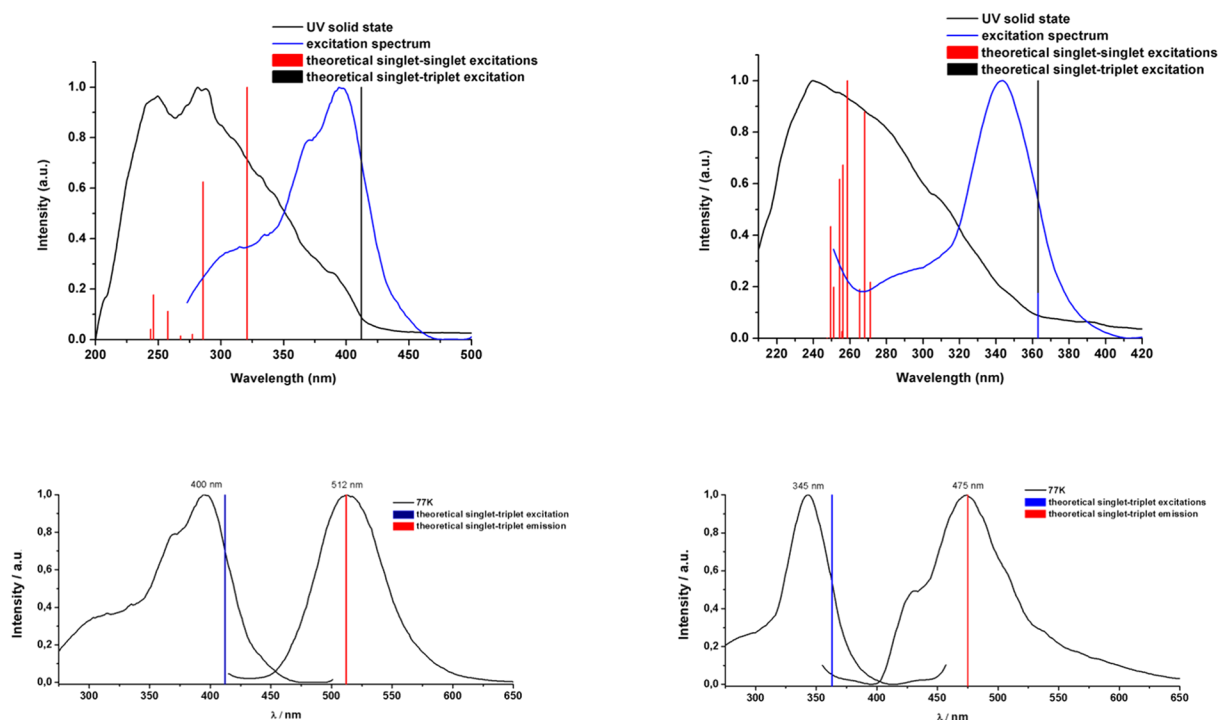 UV solid state
excitation spectrum
theoretical singlet-singlet excitations
theoretical singlet-triplet excitation
Intensity (a.u.)
1.0
0.8
0.6
0.4
0.2
0.0
200 250 300 350 400 450 500
Wavelength (nm)
UV solid state
excitation spectrum
theoretical singlet-singlet excitations
theoretical singlet-triplet excitation
Intensity / (a.u.)
1.0
0.8
0.6
0.4
0.2
0.0
220 240 260 280 300 320 340 360 380 400 420
Wavelength (nm)
400 nm 512 nm
77K
theoretical singlet-triplet excitation
theoretical singlet-triplet emission
Intensity / a.u.
1,0
0,8
0,6
0,4
0,2
0,0
300 350 400 450 500 550 600 650
λ / nm
345 nm 475 nm
77K
theoretical singlet-triplet excitations
theoretical singlet-triplet emission
Intensity / a.u.
1,0
0,8
0,6
0,4
0,2
0,0
300 350 400 450 500 550 600 650
λ / nm